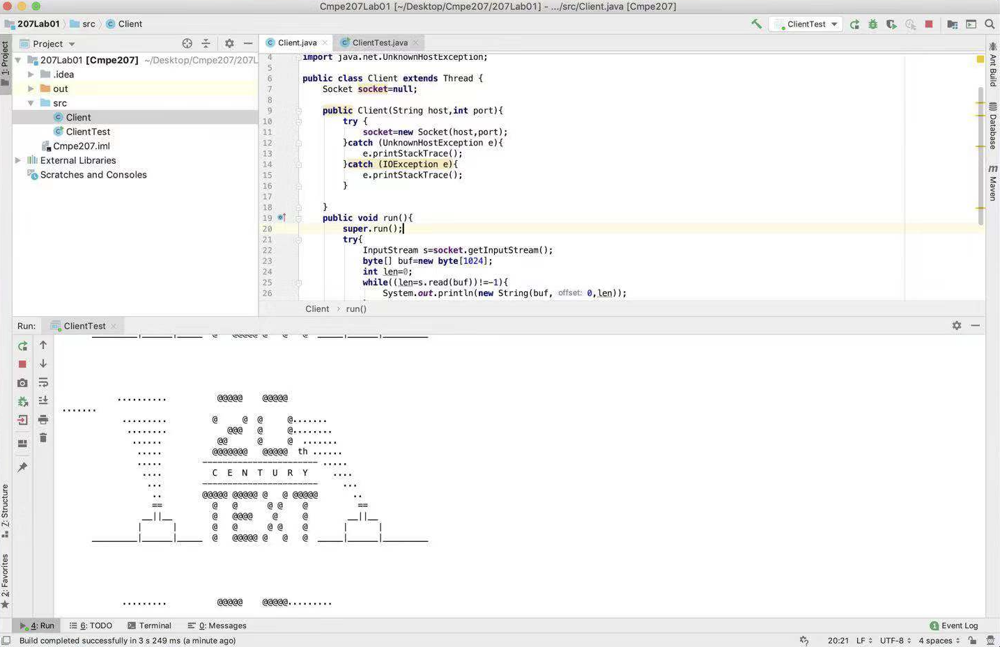 Cmpe207Lab01 [~/Desktop/Cmpe207/207Lab01] - .../src/Client.java [Cmpe207]
207Lab01 〉 src 〉 Client
ClientTest
Project
Client.java
ClientTest.java
1: Project
207Lab01 [Cmpe207] ~/Desktop/Cmpe207/207L
.idea
out
src
Client
ClientTest
Cmpe207.iml
External Libraries
Scratches and Consoles
4 import java.net.UnknownHostException;
5
6 public class Client extends Thread {
7 Socket socket=null;
8
9 public Client(String host,int port){
10 try {
11 socket=new Socket(host,port);
12 }catch (UnknownHostException e){
13 e.printStackTrace();
14 }catch (IOException e){
15 e.printStackTrace();
16 }
17
18 }
19 public void run(){
20 super.run();
21 try{
22 InputStream s=socket.getInputStream();
23 byte[] buf=new byte[1024];
24 int len=0;
25 while((len=s.read(buf))!=-1){
26 System.out.println(new String(buf, offset: 0,len));
Client › run()
Ant Build
Database
m Maven
Run: ClientTest
_________|______|_____ @ @@@@@ @ @ @ _____|______|_________
.......... @@@@@ @@@@@
.......
......... @ @ @ @.......
........ @@@ @ @........
...... @@ @ @ .......
..... @@@@@@@ @@@@@ th ......
..... ----------------------- .....
.... C E N T U R Y ....
... ----------------------- ...
.. @@@@@ @@@@@ @ @ @@@@@ ..
== @ @ @ @ @ ==
__||__ @ @@@@ @ @ __||__
| | @ @ @ @ @ | |
_________|______|_____ @ @@@@@ @ @ @ _____|______|_________
......... @@@@@ @@@@@.........
Z: Structure
2: Favorites
4: Run
6: TODO
Terminal
0: Messages
1 Event Log
Build completed successfully in 3 s 249 ms (a minute ago)
20:21 LF UTF-8 4 spaces